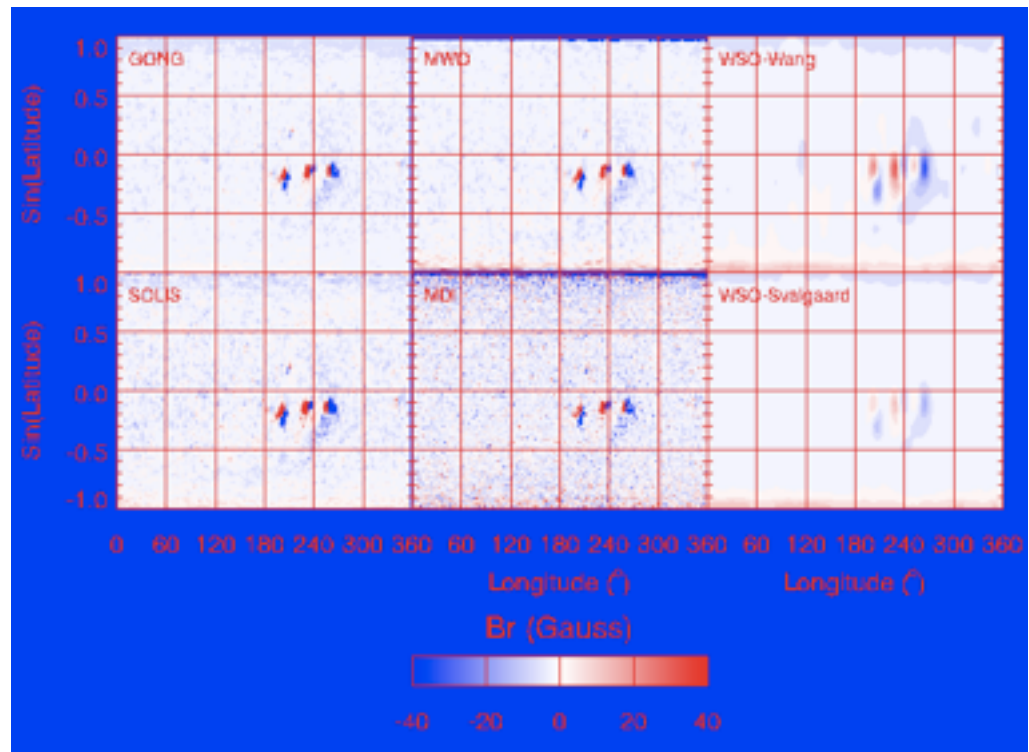 1.0 GONG MWO WSO-Wang
0.5
0.0
-0.5
Sin(Latitude)
1.0 SOLIS MDI WSO-Svalgaard
0.5
0.0
-0.5
-1.0
Sin(Latitude)
0 60 120 180 240 300 360 60 120 180 240 300 360 60 120 180 240 300 360
Longitude (°) Longitude (°)
Br (Gauss)
-40 -20 0 20 40